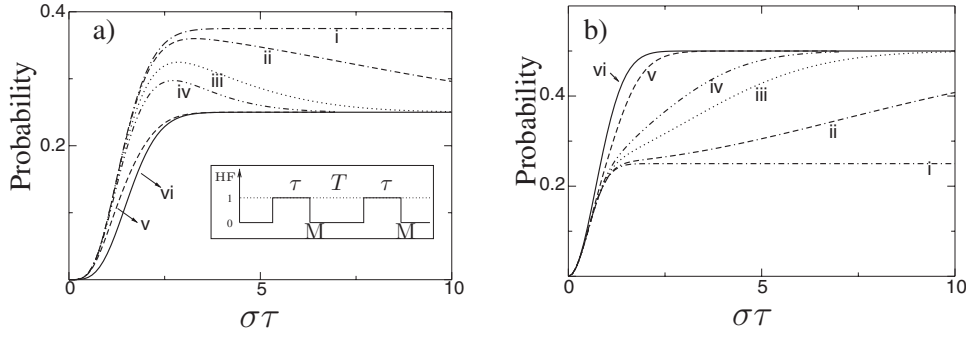 a)
Probability
0.4
0.2
i
ii
iii
iv
v
vi
HF
1
0
τ T τ
M M
0 5 10
στ
b)
Probability
0.4
0.2
vi
v
iv
iii
ii
i
0 5 10
στ